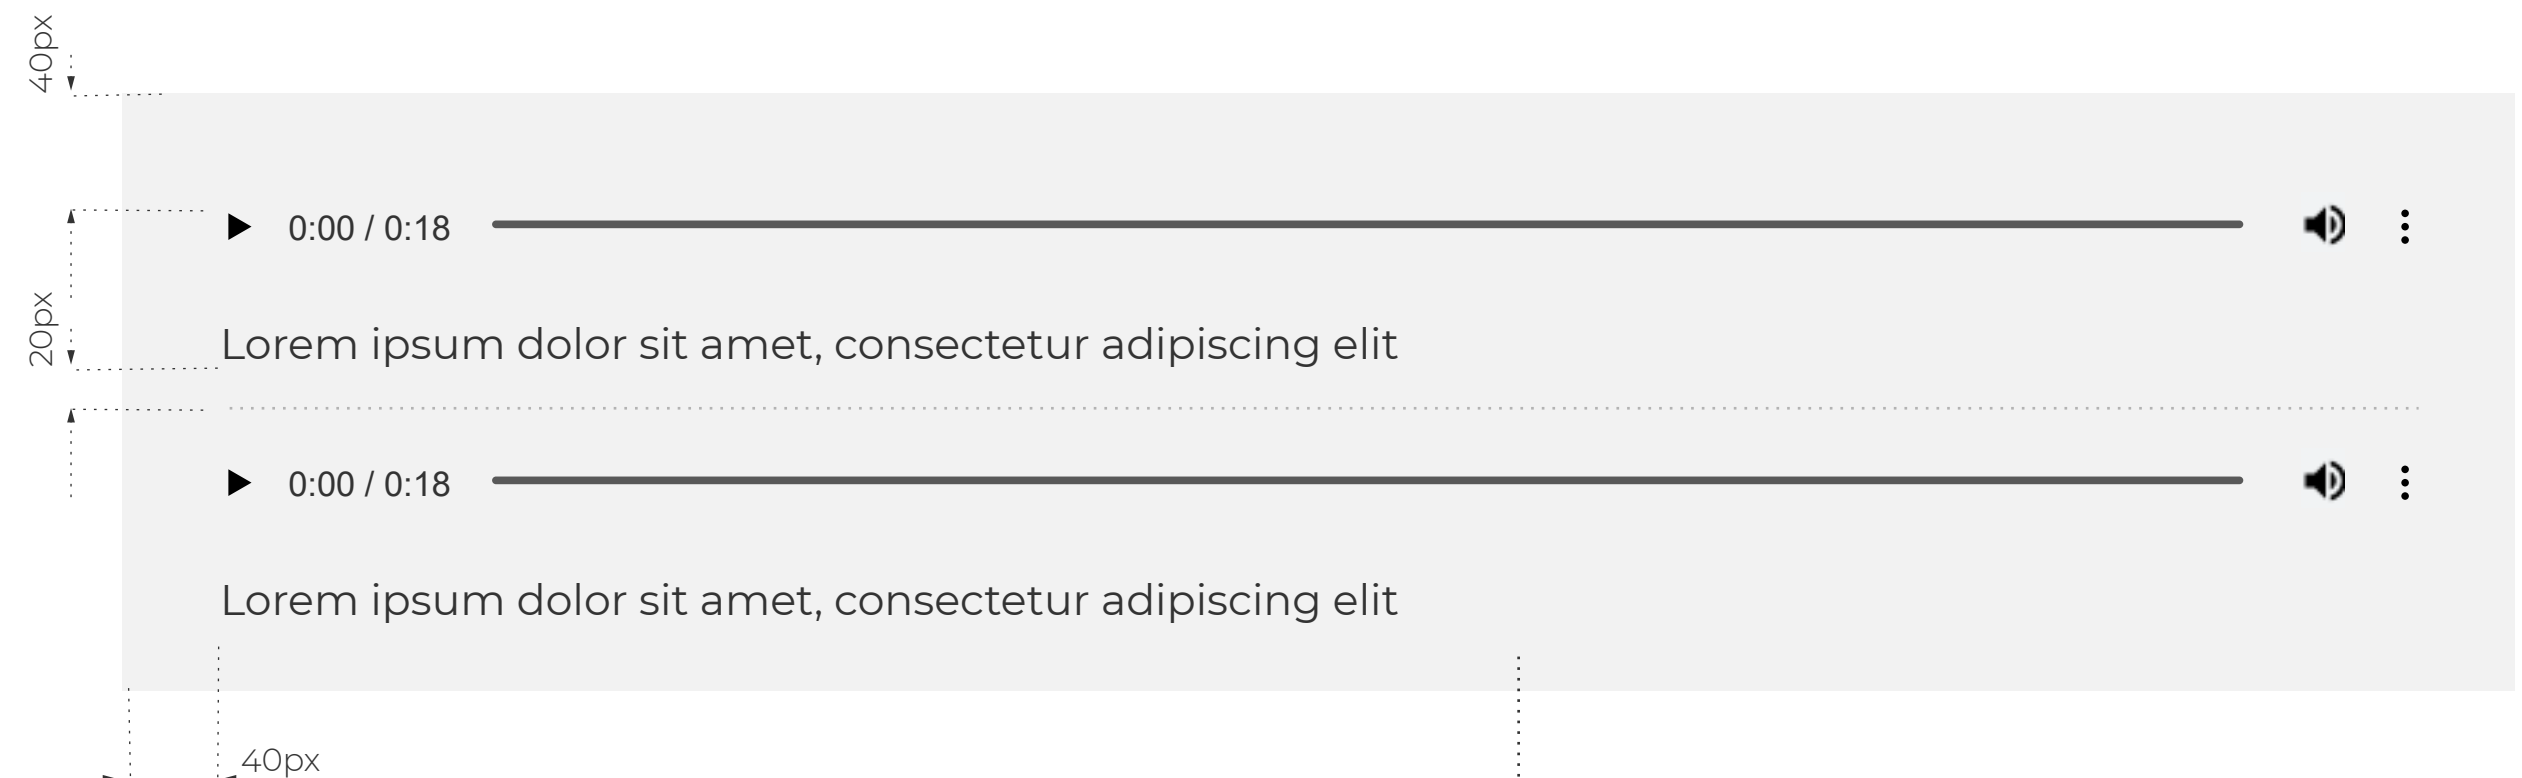 40px
0:00 / 0:18
20px
Lorem ipsum dolor sit amet, consectetur adipiscing elit
0:00 / 0:18
Lorem ipsum dolor sit amet, consectetur adipiscing elit
40px